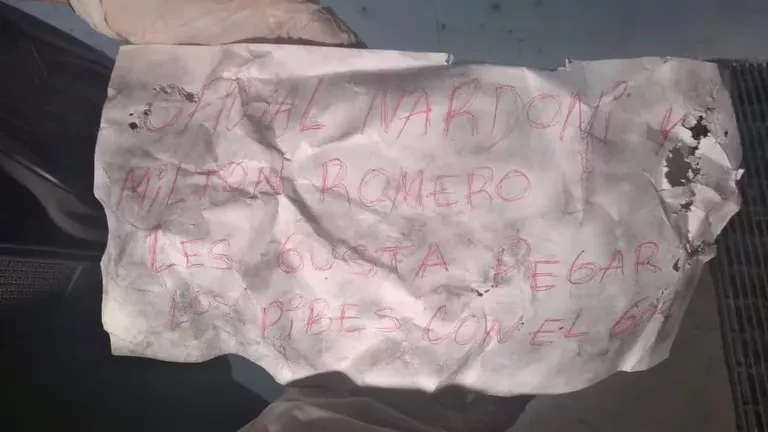 OFICIAL NARDONI Y
MILTON ROMERO
LES GUSTA PEGAR
LOS PIBES CON EL